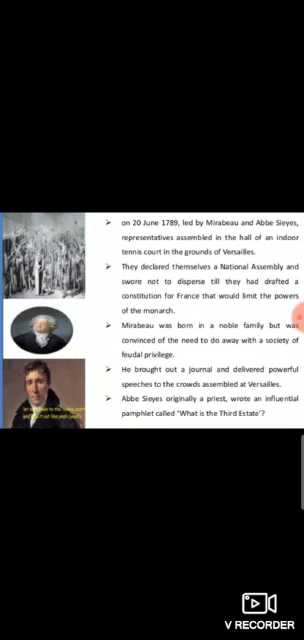 ➢ on 20 June 1789, led by Mirabeau and Abbe Sieyes,
representatives assembled in the hall of an indoor
tennis court in the grounds of Versailles.
➢ They declared themselves a National Assembly and
swore not to disperse till they had drafted a
constitution for France that would limit the powers
of the monarch.
➢ Mirabeau was born in a noble family but was
convinced of the need to do away with a society of
feudal privilege.
➢ He brought out a journal and delivered powerful
speeches to the crowds assembled at Versailles.
➢ Abbe Sieyes originally a priest, wrote an influential
pamphlet called ‘What is the Third Estate’?
to the
out like
V RECORDER